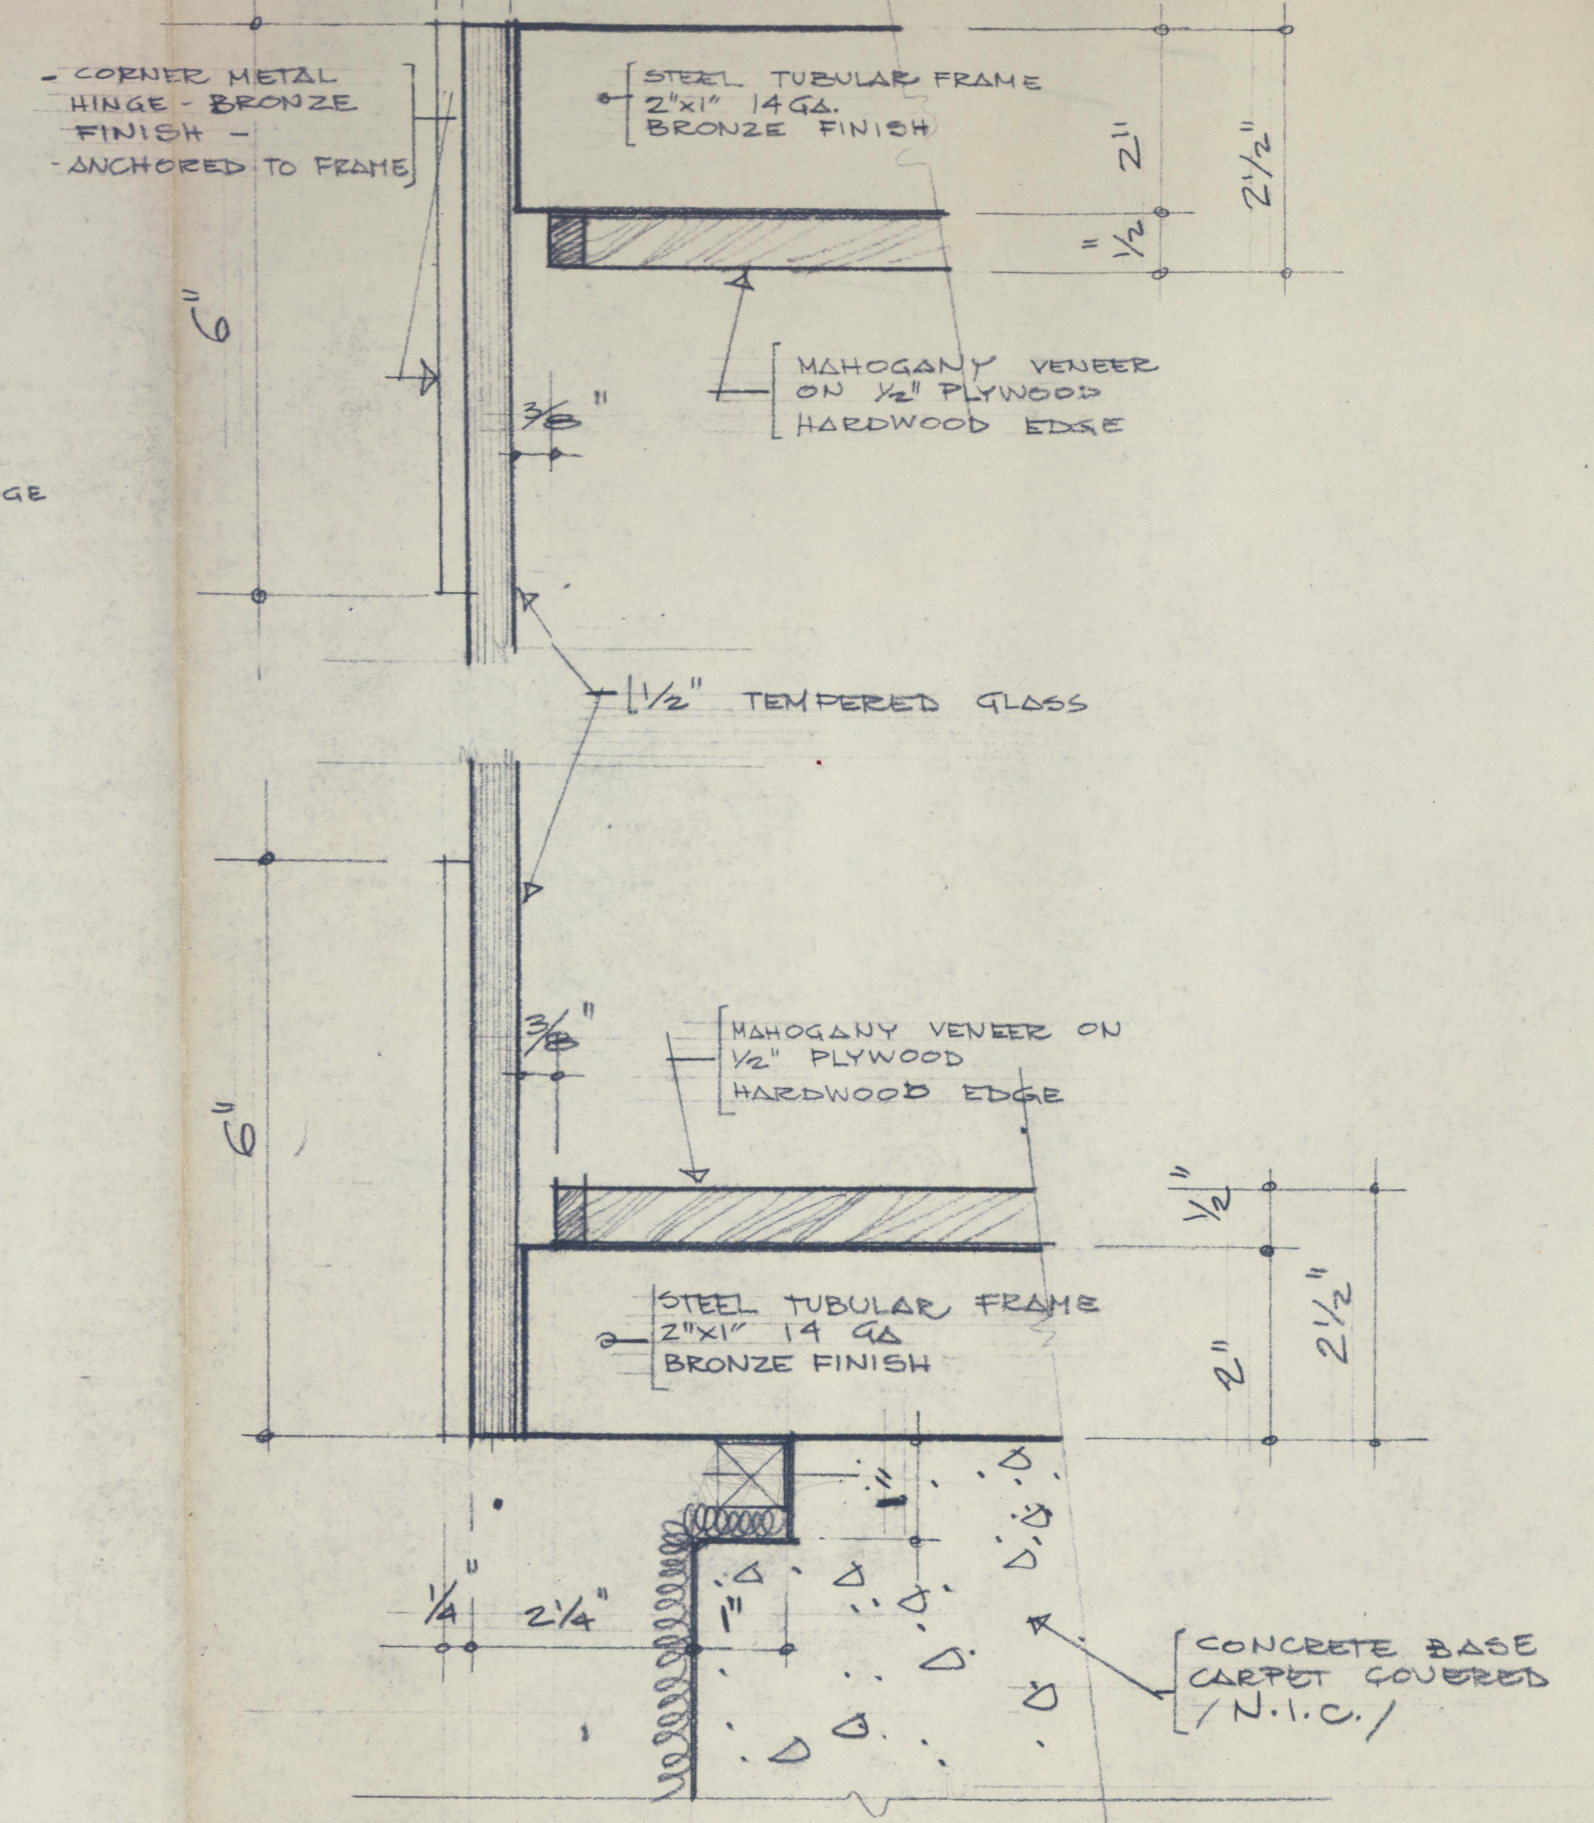 - CORNER METAL
HINGE - BRONZE
FINISH -
- ANCHORED TO FRAME
STEEL TUBULAR FRAME
2"x1" 14 GA.
BRONZE FINISH
2"
2 1/2"
1/2"
6"
MAHOGANY VENEER
ON 1/2" PLYWOOD
HARDWOOD EDGE
3/8"
GE
1/2" TEMPERED GLASS
3/8"
MAHOGANY VENEER ON
1/2" PLYWOOD
HARDWOOD EDGE
6"
1/2"
STEEL TUBULAR FRAME
2"x1" 14 GA
BRONZE FINISH
2"
2 1/2"
1"
1/4"
2 1/4"
1"
CONCRETE BASE
CARPET COVERED
/ N.I.C. /